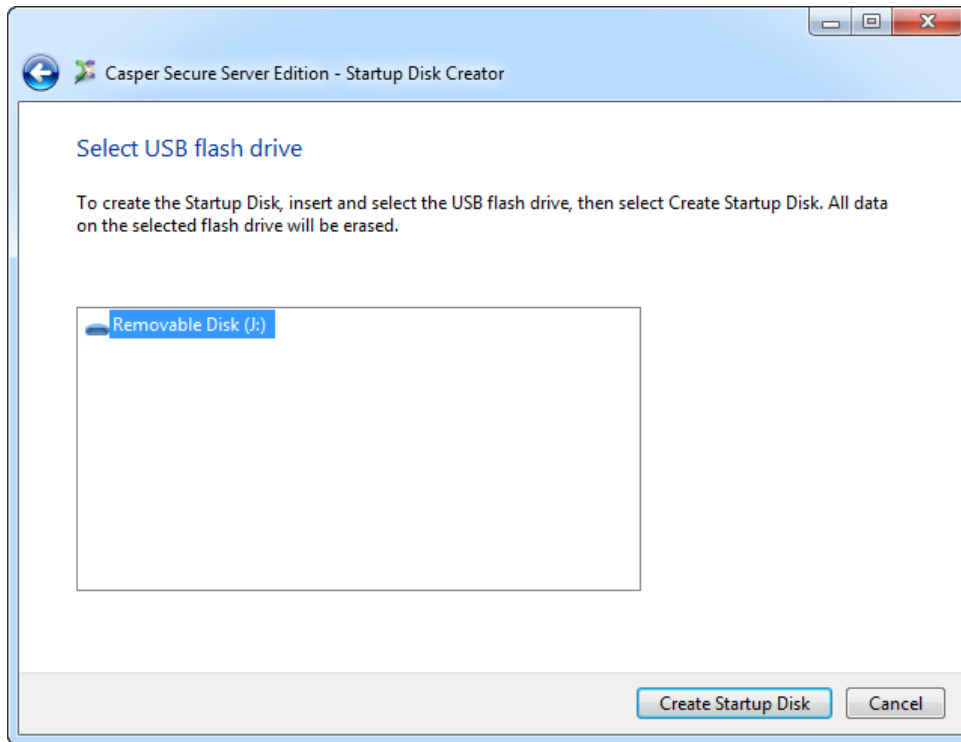 Casper Secure Server Edition - Startup Disk Creator
Select USB flash drive
To create the Startup Disk, insert and select the USB flash drive, then select Create Startup Disk. All data
on the selected flash drive will be erased.
Removable Disk (J:)
Create Startup Disk
Cancel